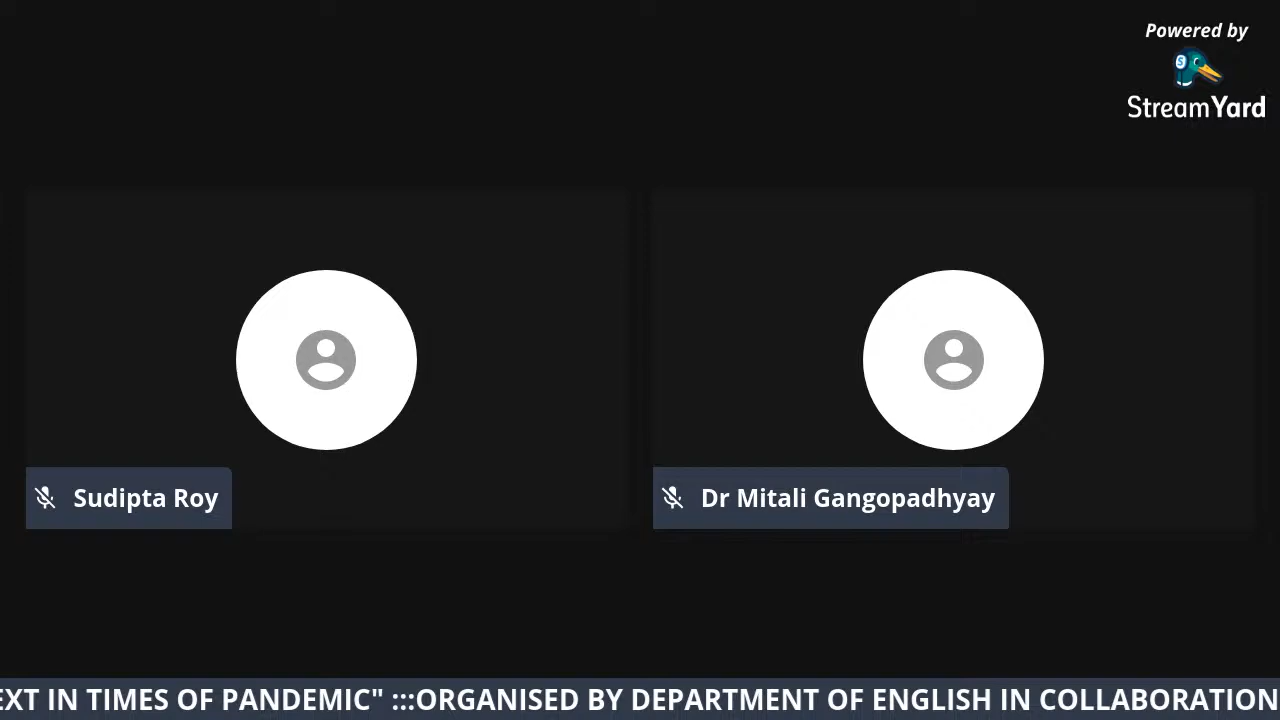 Powered by
S
StreamYard
Sudipta Roy
Dr Mitali Gangopadhyay
EXT IN TIMES OF PANDEMIC" :::ORGANISED BY DEPARTMENT OF ENGLISH IN COLLABORATION